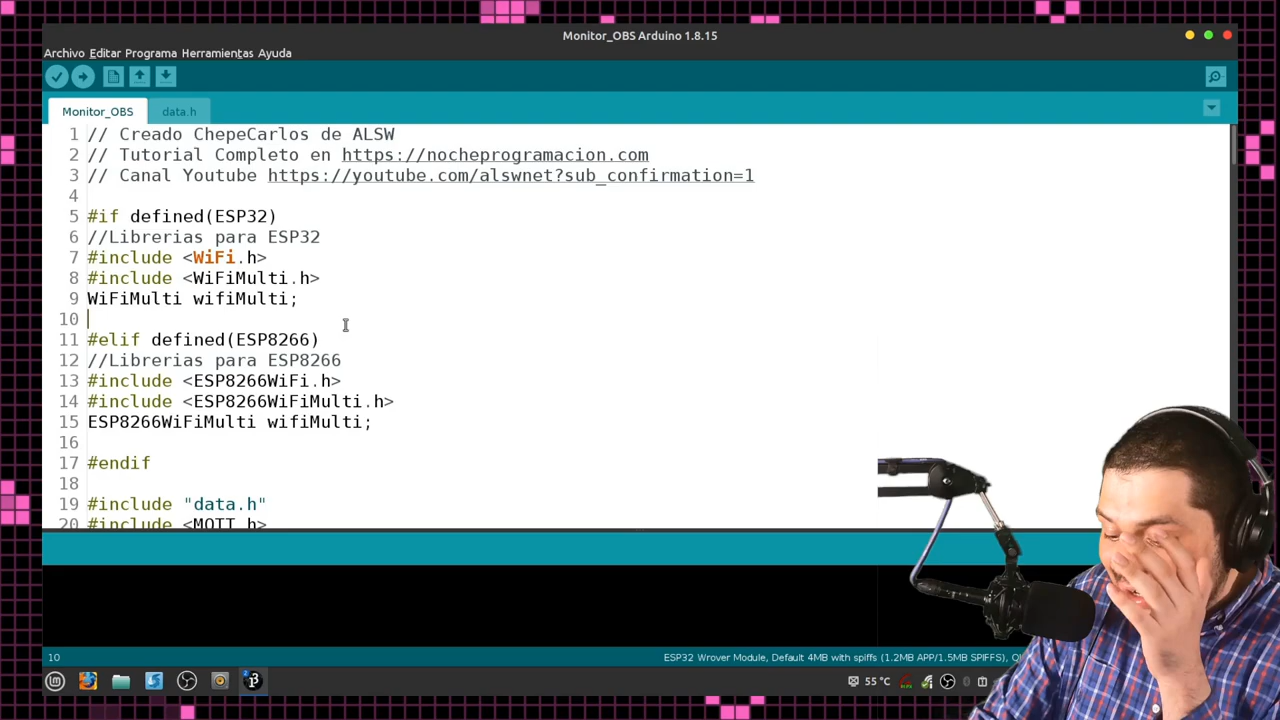 Monitor_OBS Arduino 1.8.15
Archivo Editar Programa Herramientas Ayuda
Monitor_OBS data.h
1 // Creado ChepeCarlos de ALSW
2 // Tutorial Completo en https://nocheprogramacion.com
3 // Canal Youtube https://youtube.com/alswnet?sub_confirmation=1
4
5 #if defined(ESP32)
6 //Librerias para ESP32
7 #include <WiFi.h>
8 #include <WiFiMulti.h>
9 WiFiMulti wifiMulti;
10
11 #elif defined(ESP8266)
12 //Librerias para ESP8266
13 #include <ESP8266WiFi.h>
14 #include <ESP8266WiFiMulti.h>
15 ESP8266WiFiMulti wifiMulti;
16
17 #endif
18
19 #include "data.h"
20 #include <MQTT.h>
10 ESP32 Wrover Module, Default 4MB with spiffs (1.2MB APP/1.5MB SPIFFS),
55 °C